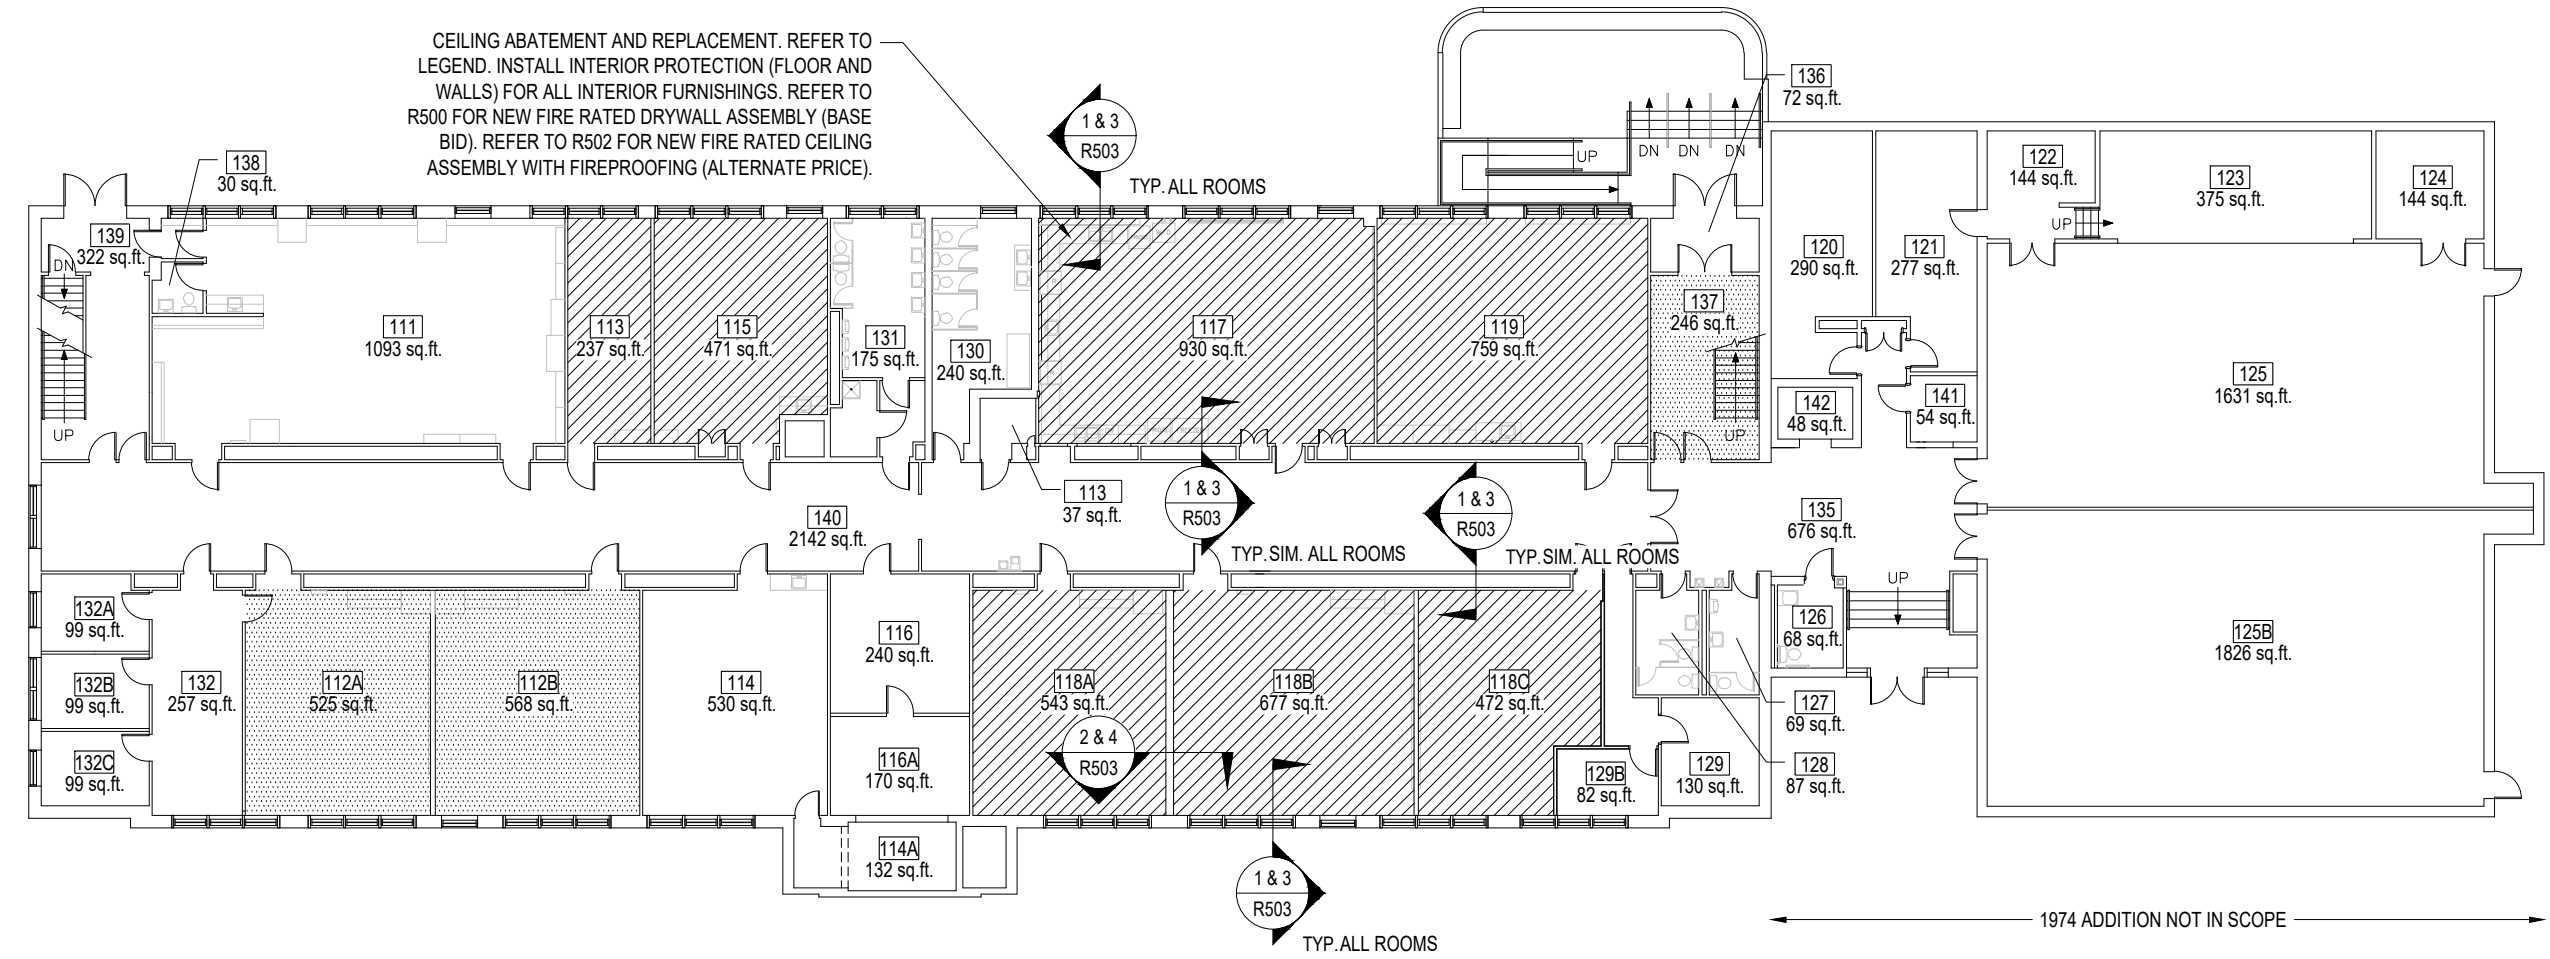 CEILING ABATEMENT AND REPLACEMENT. REFER TO
LEGEND. INSTALL INTERIOR PROTECTION (FLOOR AND
WALLS) FOR ALL INTERIOR FURNISHINGS. REFER TO
R500 FOR NEW FIRE RATED DRYWALL ASSEMBLY (BASE
BID). REFER TO R502 FOR NEW FIRE RATED CEILING
ASSEMBLY WITH FIREPROOFING (ALTERNATE PRICE).
136
72 sq.ft.
1 & 3
R503
TYP. ALL ROOMS
UP
DN
DN
DN
138
30 sq.ft.
139
322 sq.ft.
DN
UP
111
1093 sq.ft.
113
237 sq.ft.
115
471 sq.ft.
131
175 sq.ft.
130
240 sq.ft.
117
930 sq.ft.
119
759 sq.ft.
137
246 sq.ft.
UP
120
290 sq.ft.
121
277 sq.ft.
122
144 sq.ft.
UP
123
375 sq.ft.
124
144 sq.ft.
142
48 sq.ft.
141
54 sq.ft.
125
1631 sq.ft.
140
2142 sq.ft.
113
37 sq.ft.
1 & 3
R503
TYP.SIM. ALL ROOMS
1 & 3
R503
TYP.SIM. ALL ROOMS
135
676 sq.ft.
UP
132A
99 sq.ft.
132B
99 sq.ft.
132C
99 sq.ft.
132
257 sq.ft.
112A
525 sq.ft.
112B
568 sq.ft.
114
530 sq.ft.
116
240 sq.ft.
116A
170 sq.ft.
114A
132 sq.ft.
118A
543 sq.ft.
118B
677 sq.ft.
118C
472 sq.ft.
2 & 4
R503
129B
82 sq.ft.
129
130 sq.ft.
126
68 sq.ft.
127
69 sq.ft.
128
87 sq.ft.
125B
1826 sq.ft.
1 & 3
R503
TYP. ALL ROOMS
1974 ADDITION NOT IN SCOPE